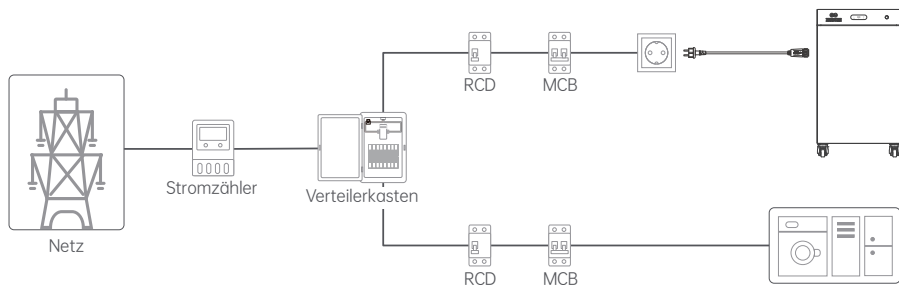 RCD
MCB
Stromzähler
Verteilerkasten
Netz
RCD
MCB